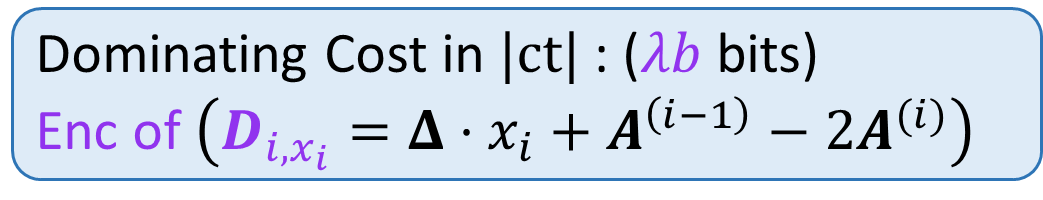 Dominating Cost in |ct| : (λb bits)
Enc of (D_{i,x_i} = Δ · x_i + A^{(i−1)} − 2A^{(i)})